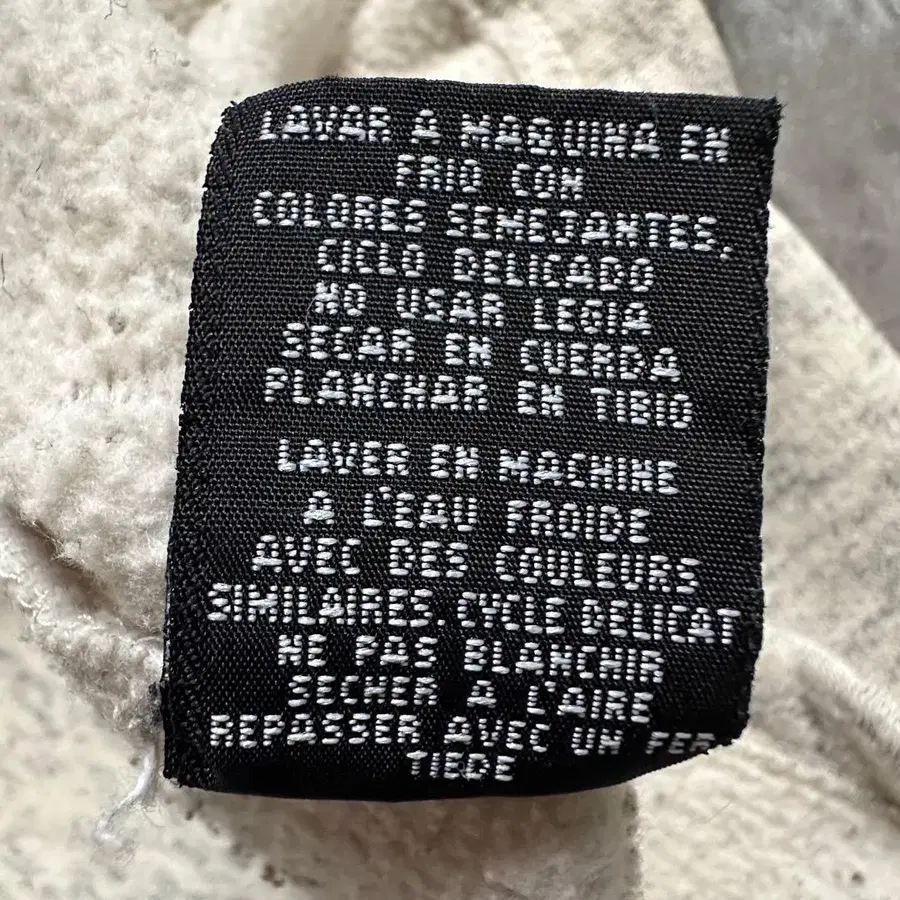 LAVAR A MAQUINA EN
FRIO CON
COLORES SEMEJANTES,
CICLO DELICADO
NO USAR LEGIA
SECAR EN CUERDA
PLANCHAR EN TIBIO
LAVER EN MACHINE
A L'EAU FROIDE
AVEC DES COULEURS
SIMILAIRES. CYCLE DELICAT
NE PAS BLANCHIR
SECHER A L'AIRE
REPASSER AVEC UN FER
TIEDE